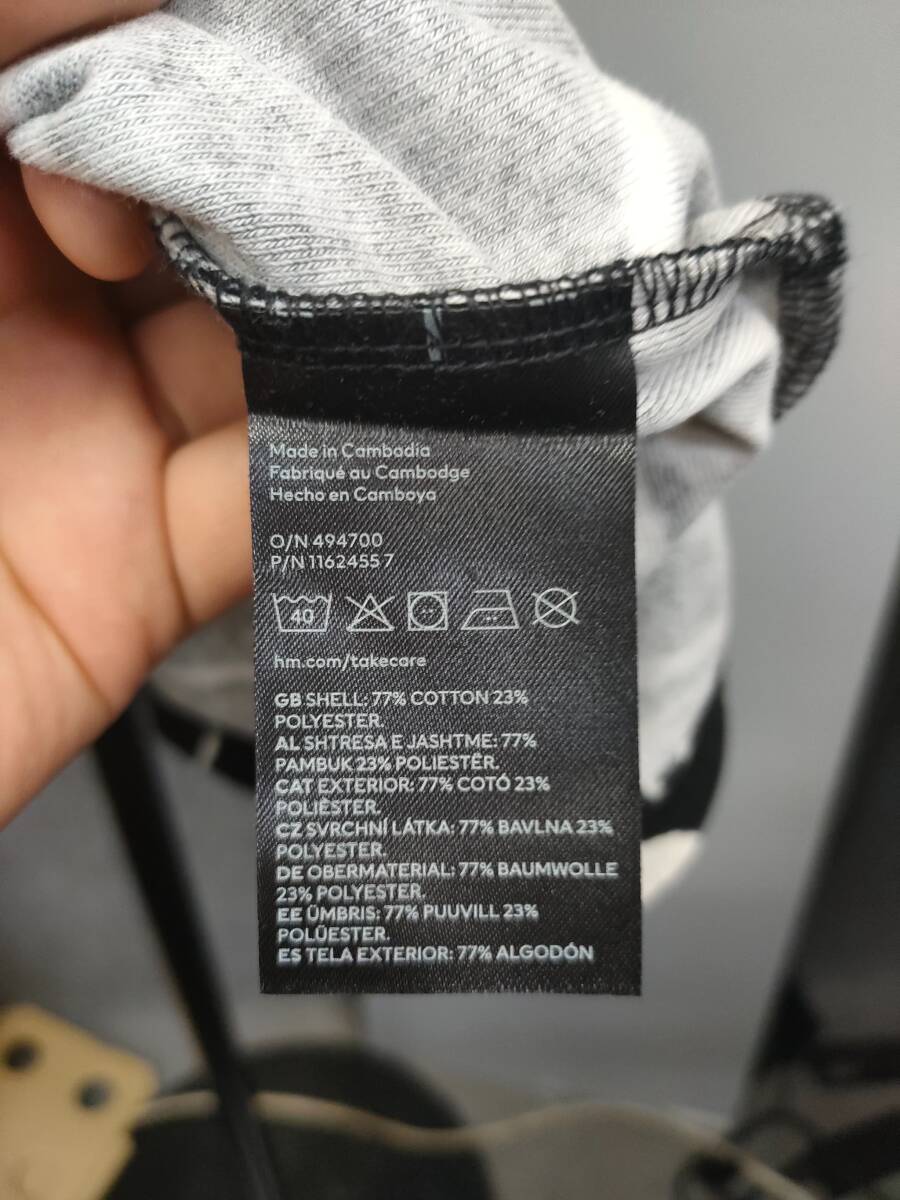 Made in Cambodia
Fabriqué au Cambodge
Hecho en Camboya
O/N 494700
P/N 1162455 7
40
hm.com/takecare
GB SHELL: 77% COTTON 23%
POLYESTER.
AL SHTRESA E JASHTME: 77%
PAMBUK 23% POLIESTËR.
CAT EXTERIOR: 77% COTÓ 23%
POLIÈSTER.
CZ SVRCHNÍ LÁTKA: 77% BAVLNA 23%
POLYESTER.
DE OBERMATERIAL: 77% BAUMWOLLE
23% POLYESTER.
EE ÜMBRIS: 77% PUUVILL 23%
POLÜESTER.
ES TELA EXTERIOR: 77% ALGODÓN